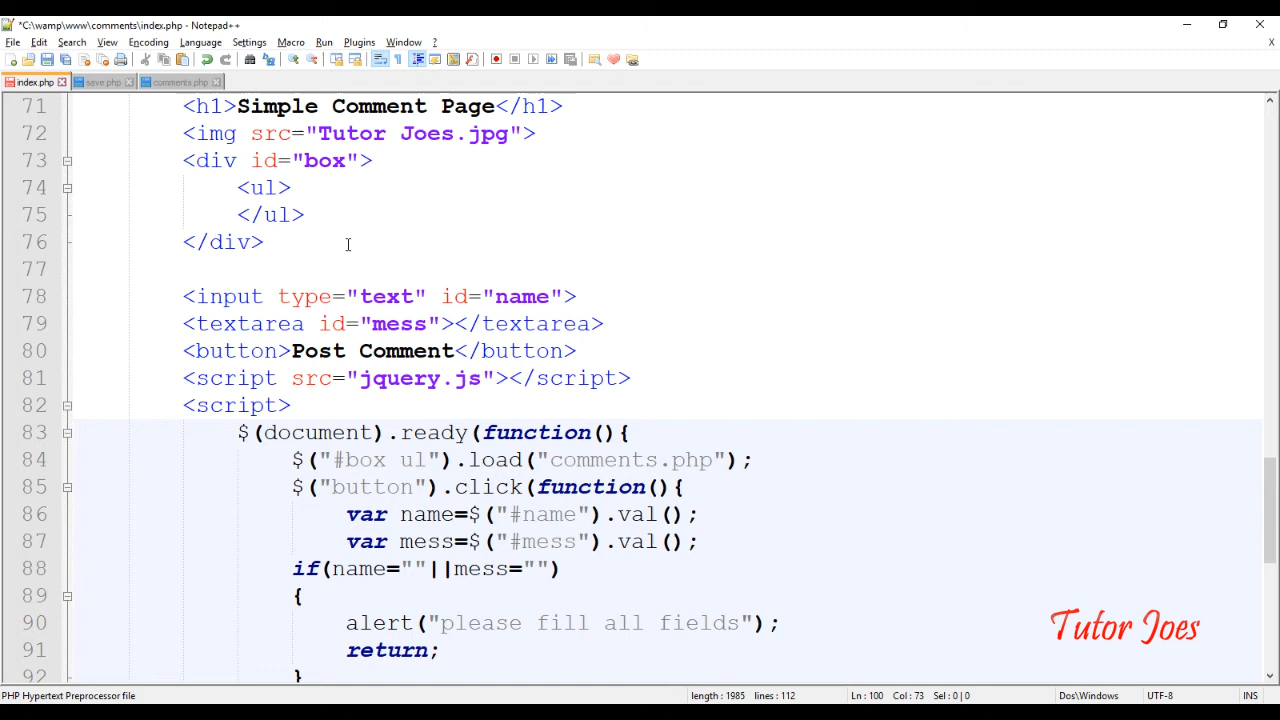 *C:\wamp\www\comments\index.php - Notepad++
File Edit Search View Encoding Language Settings Macro Run Plugins Window ?
X
index.php save.php comments.php
71 <h1>Simple Comment Page</h1>
72 <img src="Tutor Joes.jpg">
73 <div id="box">
74 <ul>
75 </ul>
76 </div>
77
78 <input type="text" id="name">
79 <textarea id="mess"></textarea>
80 <button>Post Comment</button>
81 <script src="jquery.js"></script>
82 <script>
83 $(document).ready(function(){
84 $("#box ul").load("comments.php");
85 $("button").click(function(){
86 var name=$("#name").val();
87 var mess=$("#mess").val();
88 if(name=""||mess="")
89 {
90 alert("please fill all fields");
91 return;
92 }
Tutor Joes
PHP Hypertext Preprocessor file length : 1985 lines : 112 Ln : 100 Col : 73 Sel : 0 | 0 Dos\Windows UTF-8 INS